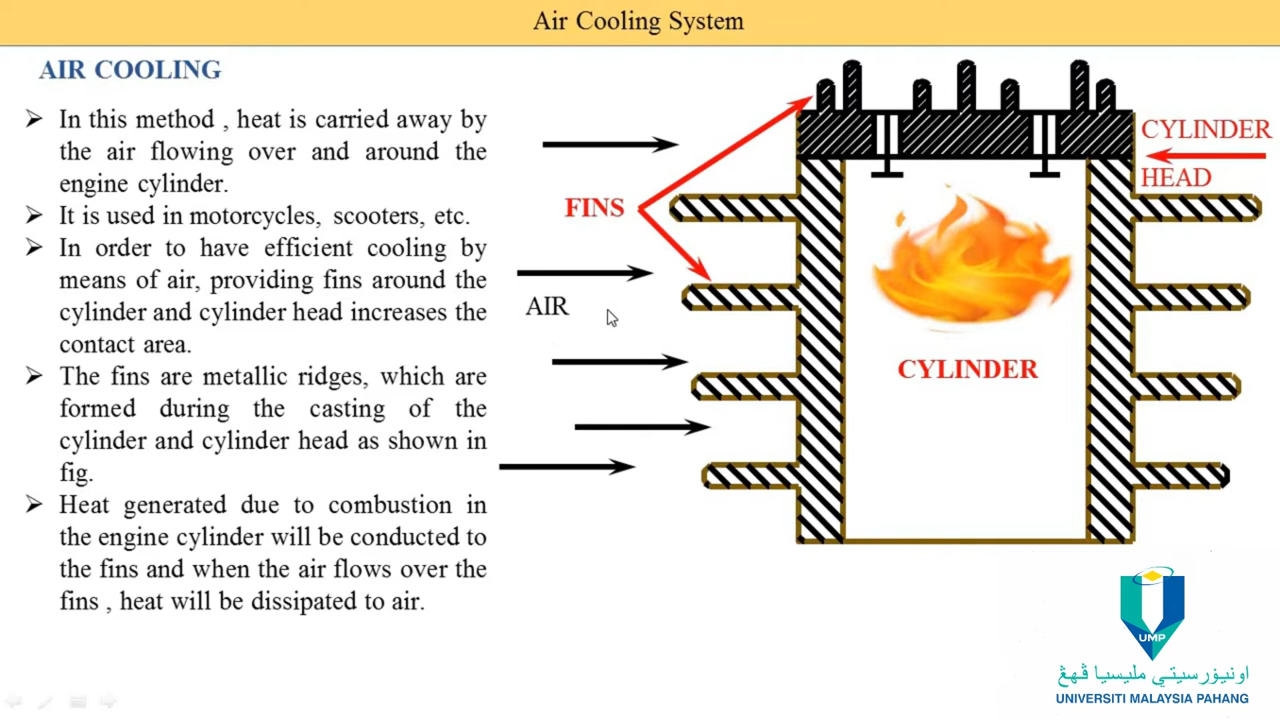 Air Cooling System
AIR COOLING
➢ In this method , heat is carried away by
the air flowing over and around the
engine cylinder.
➢ It is used in motorcycles, scooters, etc.
➢ In order to have efficient cooling by
means of air, providing fins around the
cylinder and cylinder head increases the
contact area.
➢ The fins are metallic ridges, which are
formed during the casting of the
cylinder and cylinder head as shown in
fig.
➢ Heat generated due to combustion in
the engine cylinder will be conducted to
the fins and when the air flows over the
fins , heat will be dissipated to air.
FINS
AIR
CYLINDER
HEAD
CYLINDER
UMP
اونيۏرسيتي مليسيا ڤهڠ
UNIVERSITI MALAYSIA PAHANG